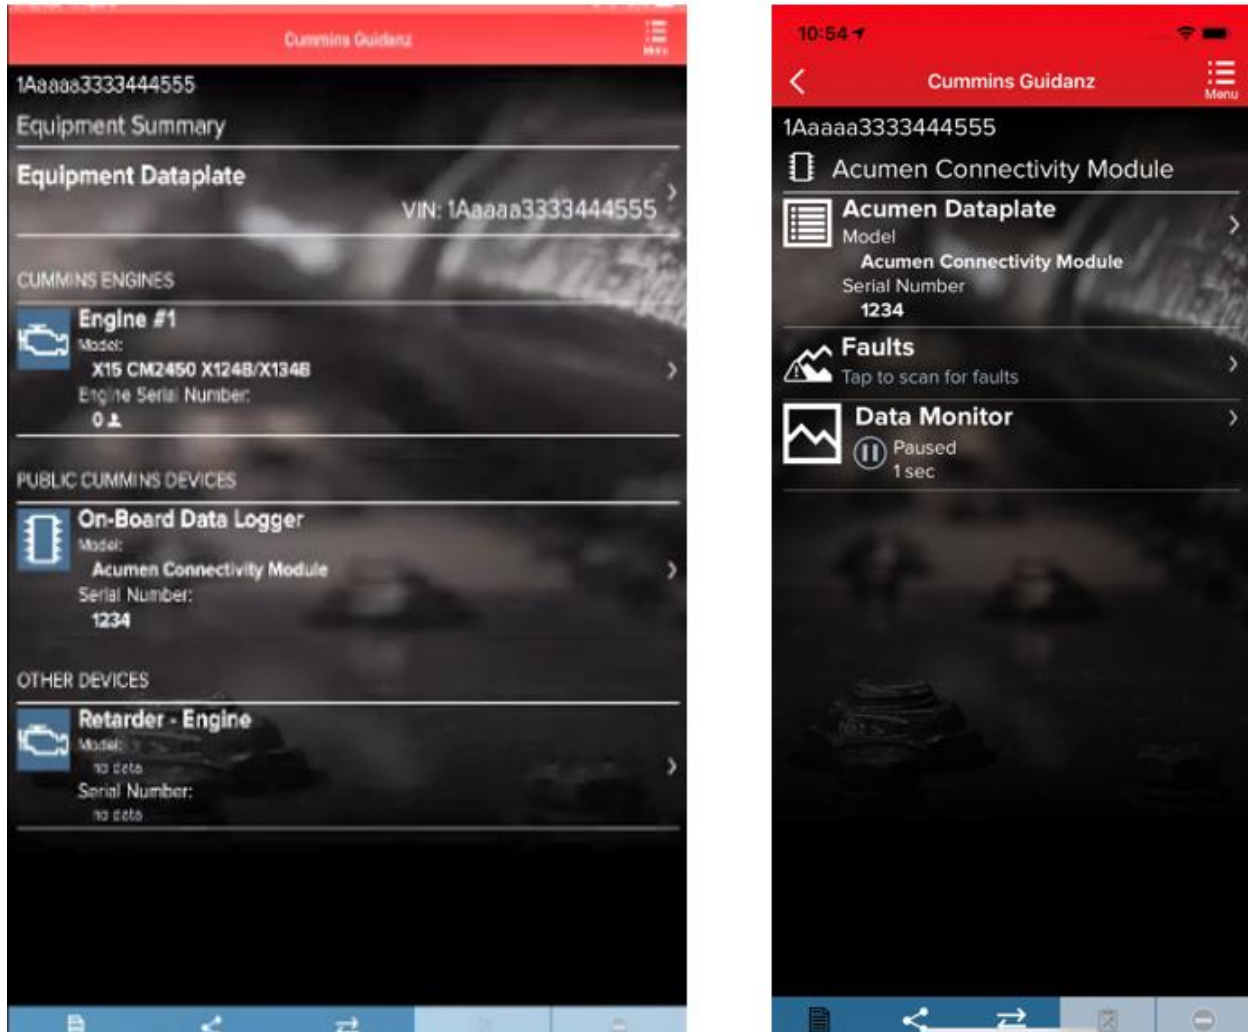 Cummins Guidanz
Menu
1Aaaaa3333444555
Equipment Summary
Equipment Dataplate
VIN: 1Aaaaa3333444555
CUMMINS ENGINES
Engine #1
Model:
X15 CM2450 X124B/X134B
Engine Serial Number:
0
PUBLIC CUMMINS DEVICES
On-Board Data Logger
Model:
Acumen Connectivity Module
Serial Number:
1234
OTHER DEVICES
Retarder - Engine
Model:
no data
Serial Number:
no data
10:54
Cummins Guidanz
Menu
1Aaaaa3333444555
Acumen Connectivity Module
Acumen Dataplate
Model
Acumen Connectivity Module
Serial Number
1234
Faults
Tap to scan for faults
Data Monitor
Paused
1 sec